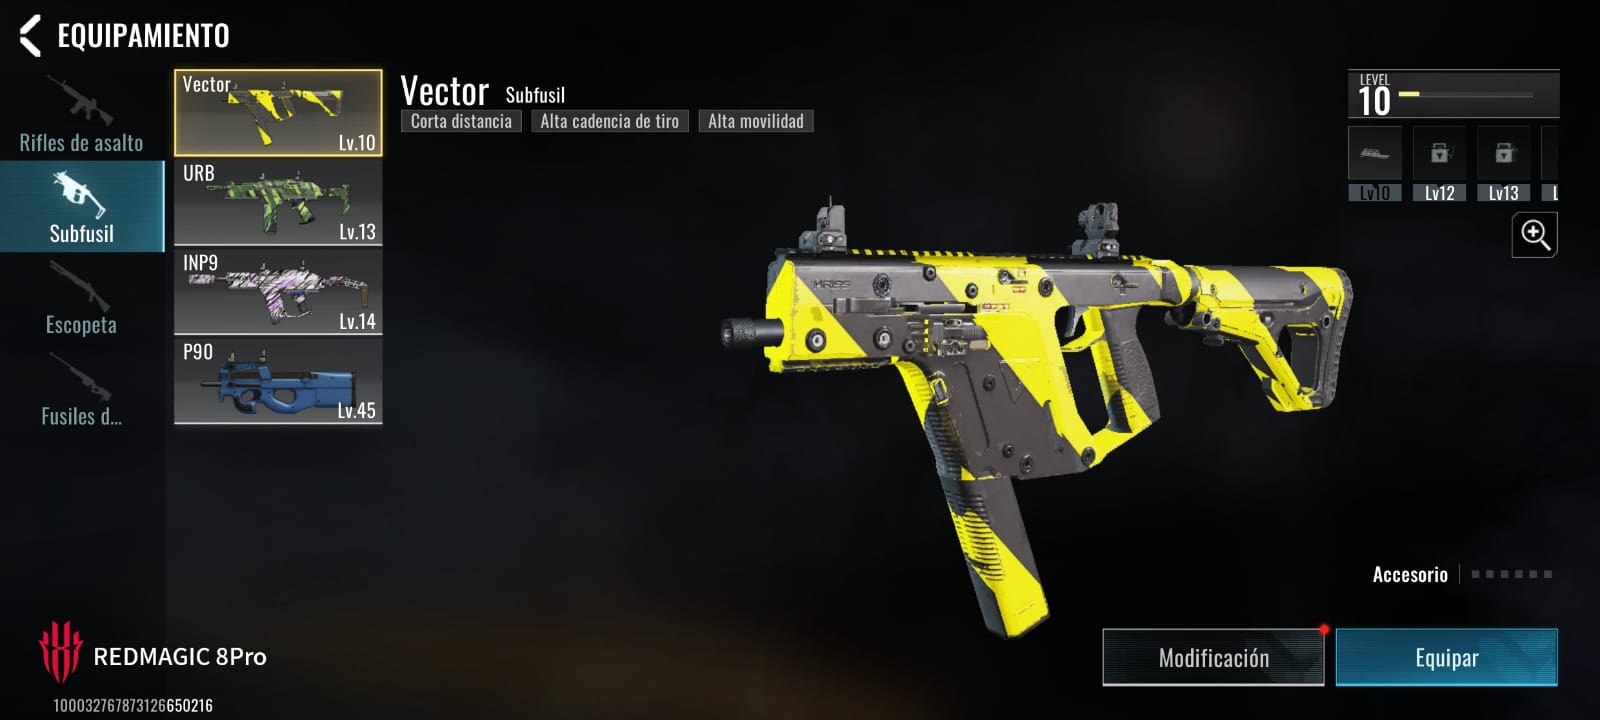 EQUIPAMIENTO
Rifles de asalto
Subfusil
Escopeta
Fusiles d...
Vector
Lv.10
URB
Lv.13
INP9
Lv.14
P90
Lv.45
Vector Subfusil
Corta distancia Alta cadencia de tiro Alta movilidad
LEVEL
10
Lv10 Lv12 Lv13 L
KRISS
Accesorio
Modificación Equipar
REDMAGIC 8Pro
100032767873126650216